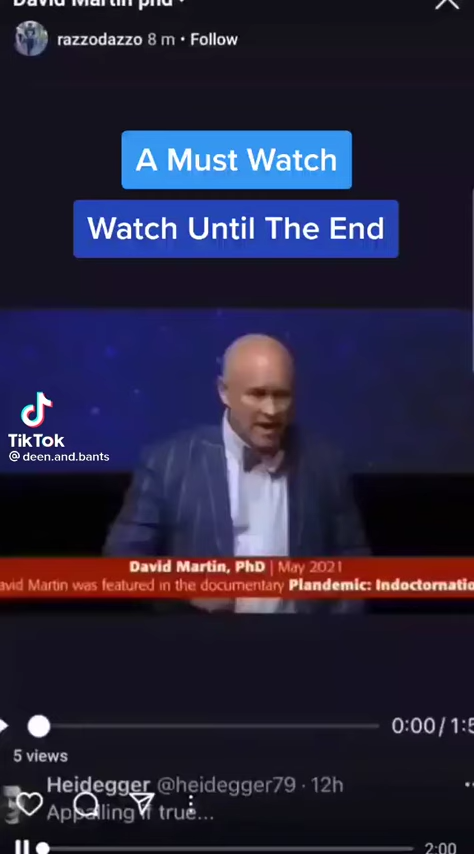 David Martin phd •
razzodazzo 8 m • Follow
A Must Watch
Watch Until The End
TikTok
@ deen.and.bants
David Martin, PhD | May 2021
avid Martin was featured in the documentary Plandemic: Indoctornatio
0:00 / 1:5
5 views
Heidegger @heidegger79 · 12h
Appalling if true...
2:00